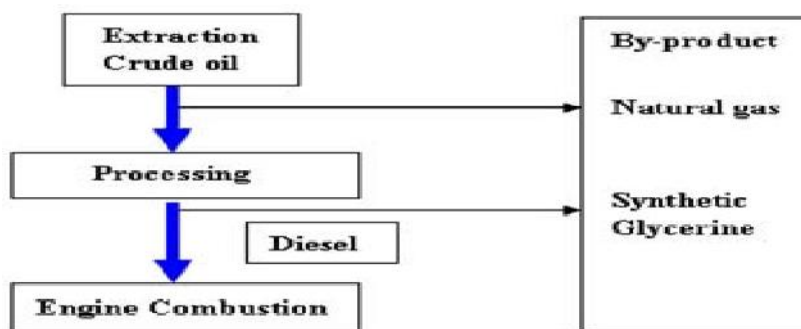 Extraction
Crude oil
By-product
Natural gas
Processing
Synthetic
Glycerine
Diesel
Engine Combustion